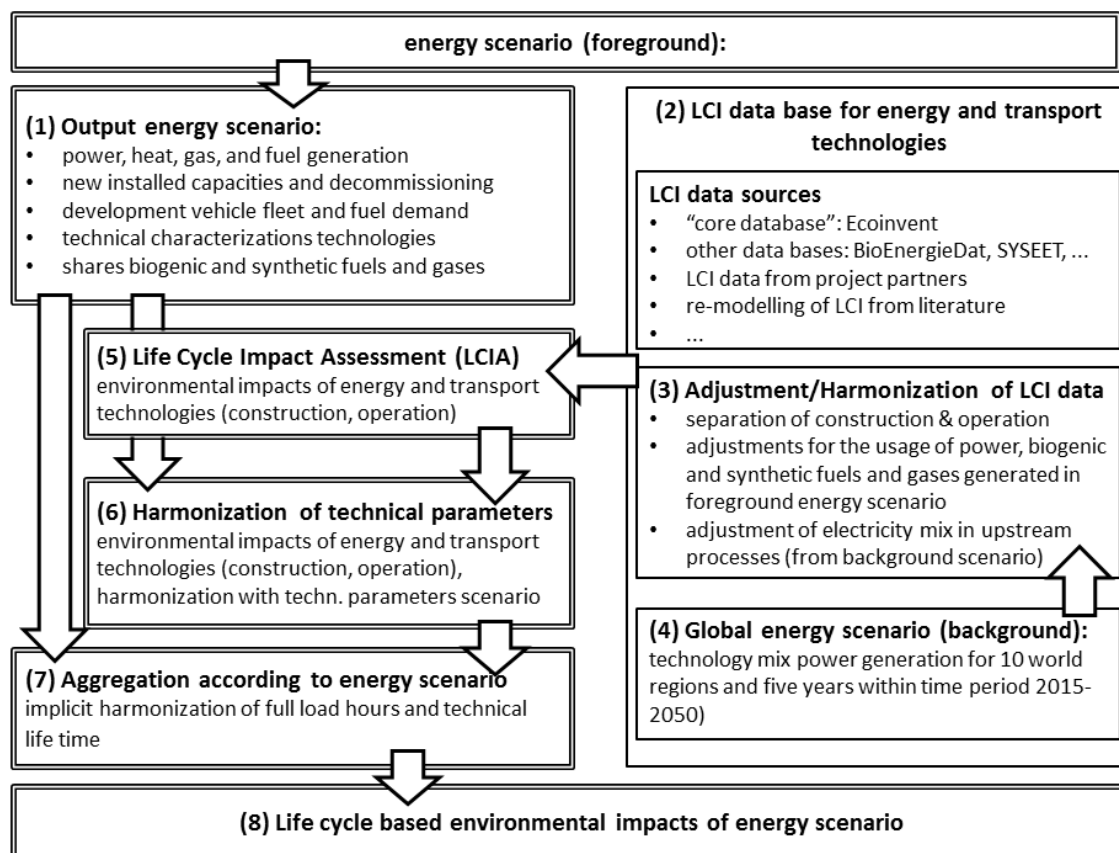 energy scenario (foreground):
(1) Output energy scenario:
• power, heat, gas, and fuel generation
• new installed capacities and decommissioning
• development vehicle fleet and fuel demand
• technical characterizations technologies
• shares biogenic and synthetic fuels and gases
(2) LCI data base for energy and transport
technologies
LCI data sources
• “core database”: Ecoinvent
• other data bases: BioEnergieDat, SYSEET, ...
• LCI data from project partners
• re-modelling of LCI from literature
• ...
(5) Life Cycle Impact Assessment (LCIA)
environmental impacts of energy and transport
technologies (construction, operation)
(3) Adjustment/Harmonization of LCI data
• separation of construction & operation
• adjustments for the usage of power, biogenic
and synthetic fuels and gases generated in
foreground energy scenario
• adjustment of electricity mix in upstream
processes (from background scenario)
(6) Harmonization of technical parameters
environmental impacts of energy and transport
technologies (construction, operation),
harmonization with techn. parameters scenario
(4) Global energy scenario (background):
technology mix power generation for 10 world
regions and five years within time period 2015-
2050)
(7) Aggregation according to energy scenario
implicit harmonization of full load hours and technical
life time
(8) Life cycle based environmental impacts of energy scenario